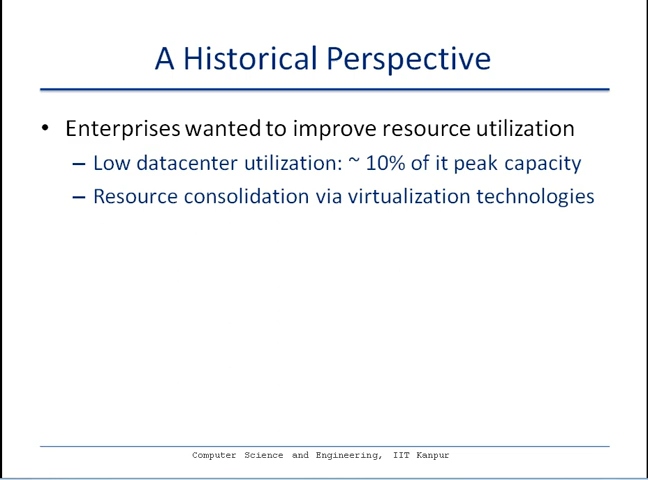 A Historical Perspective
• Enterprises wanted to improve resource utilization
– Low datacenter utilization: ~ 10% of it peak capacity
– Resource consolidation via virtualization technologies
Computer Science and Engineering, IIT Kanpur